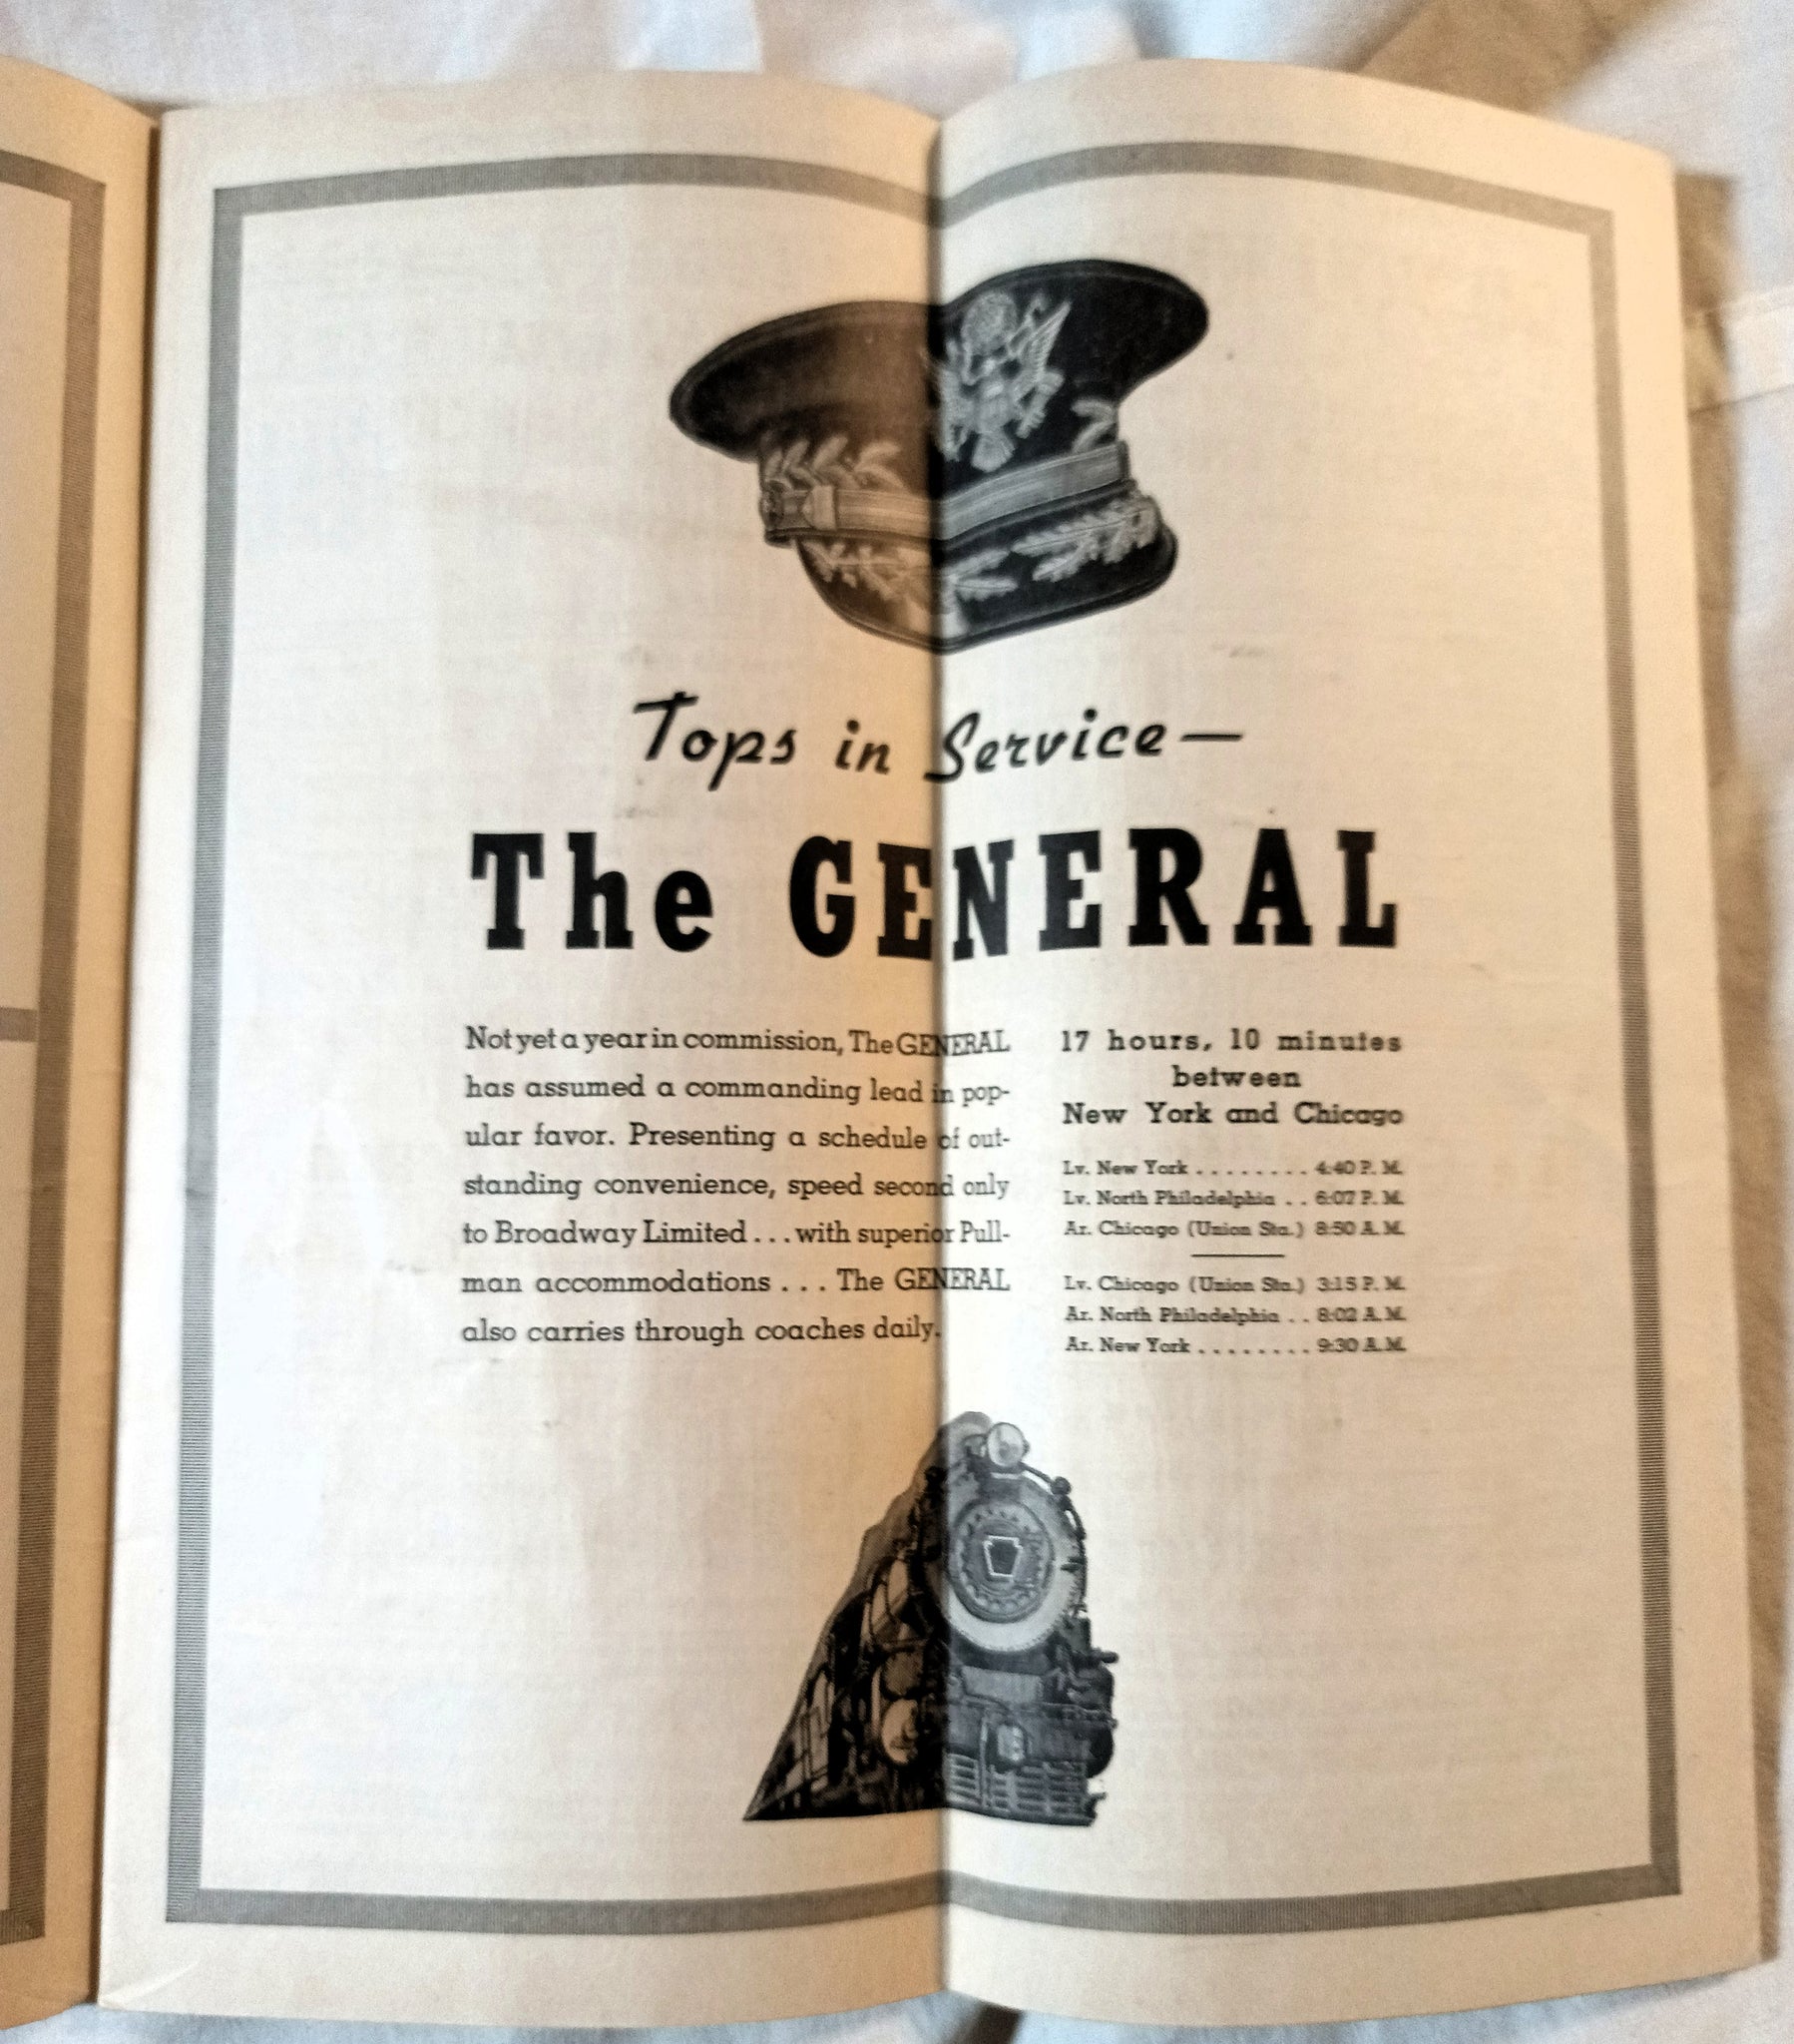 Tops in Service—
The GENERAL
Not yet a year in commission, The GENERAL
has assumed a commanding lead in pop-
ular favor. Presenting a schedule of out-
standing convenience, speed second only
to Broadway Limited . . . with superior Pull-
man accommodations . . . The GENERAL
also carries through coaches daily.
17 hours, 10 minutes
between
New York and Chicago
Lv. New York . . . . . . . . 4:40 P. M.
Lv. North Philadelphia . . 6:07 P. M.
Ar. Chicago (Union Sta.) 8:50 A. M.
Lv. Chicago (Union Sta.) 3:15 P. M.
Ar. North Philadelphia . . 8:02 A. M.
Ar. New York . . . . . . . . 9:30 A. M.